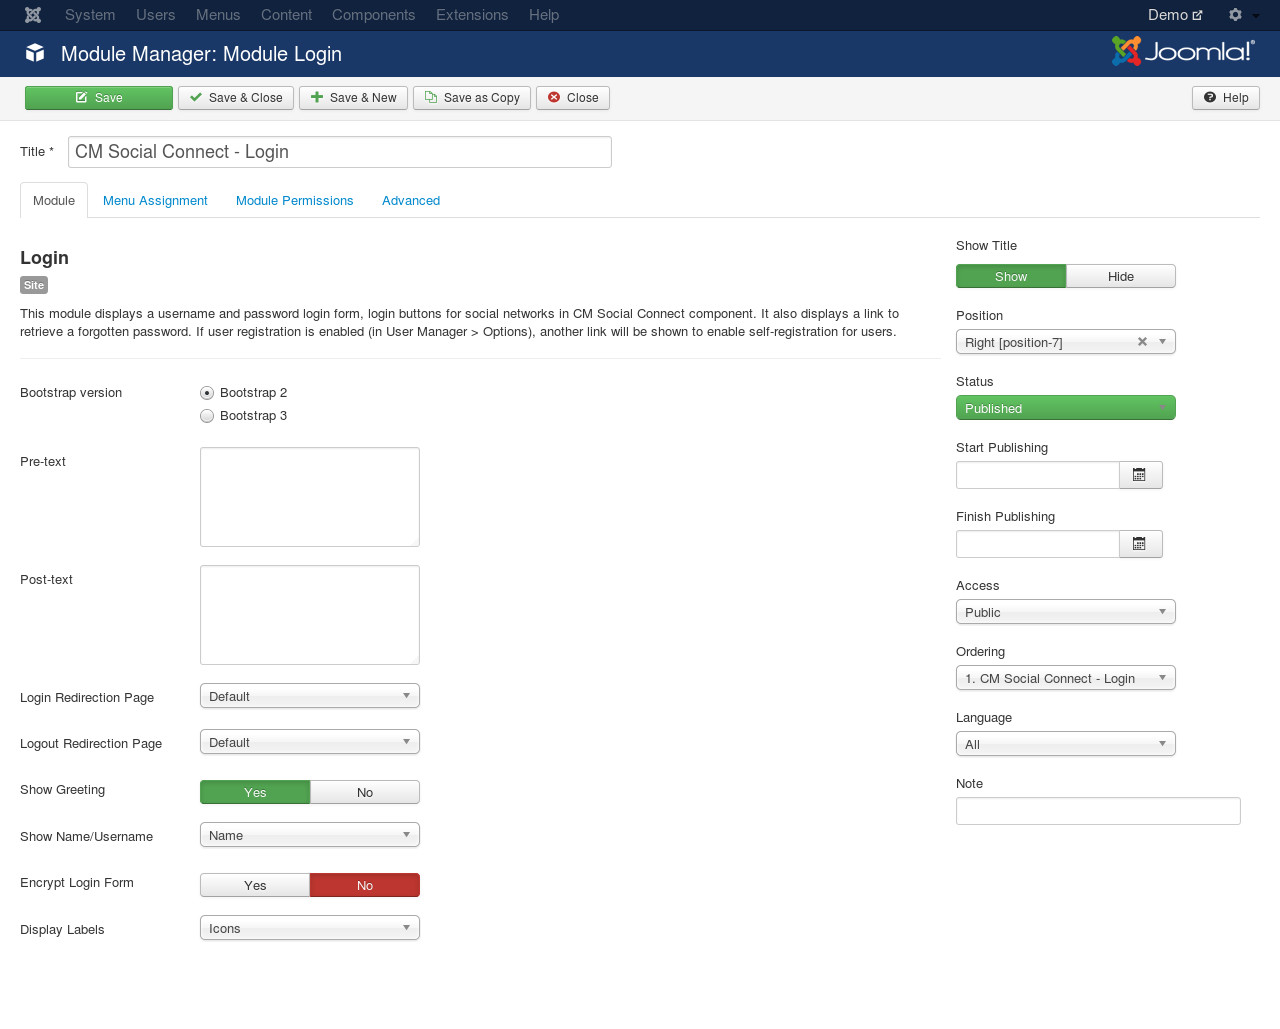 System Users Menus Content Components Extensions Help Demo
Module Manager: Module Login
Joomla!
Save Save & Close Save & New Save as Copy Close Help
Title * CM Social Connect - Login
Module Menu Assignment Module Permissions Advanced
Login
Site
This module displays a username and password login form, login buttons for social networks in CM Social Connect component. It also displays a link to
retrieve a forgotten password. If user registration is enabled (in User Manager > Options), another link will be shown to enable self-registration for users.
Bootstrap version Bootstrap 2
Bootstrap 3
Pre-text
Post-text
Login Redirection Page Default
Logout Redirection Page Default
Show Greeting Yes No
Show Name/Username Name
Encrypt Login Form Yes No
Display Labels Icons
Show Title
Show Hide
Position
Right [position-7]
Status
Published
Start Publishing
Finish Publishing
Access
Public
Ordering
1. CM Social Connect - Login
Language
All
Note